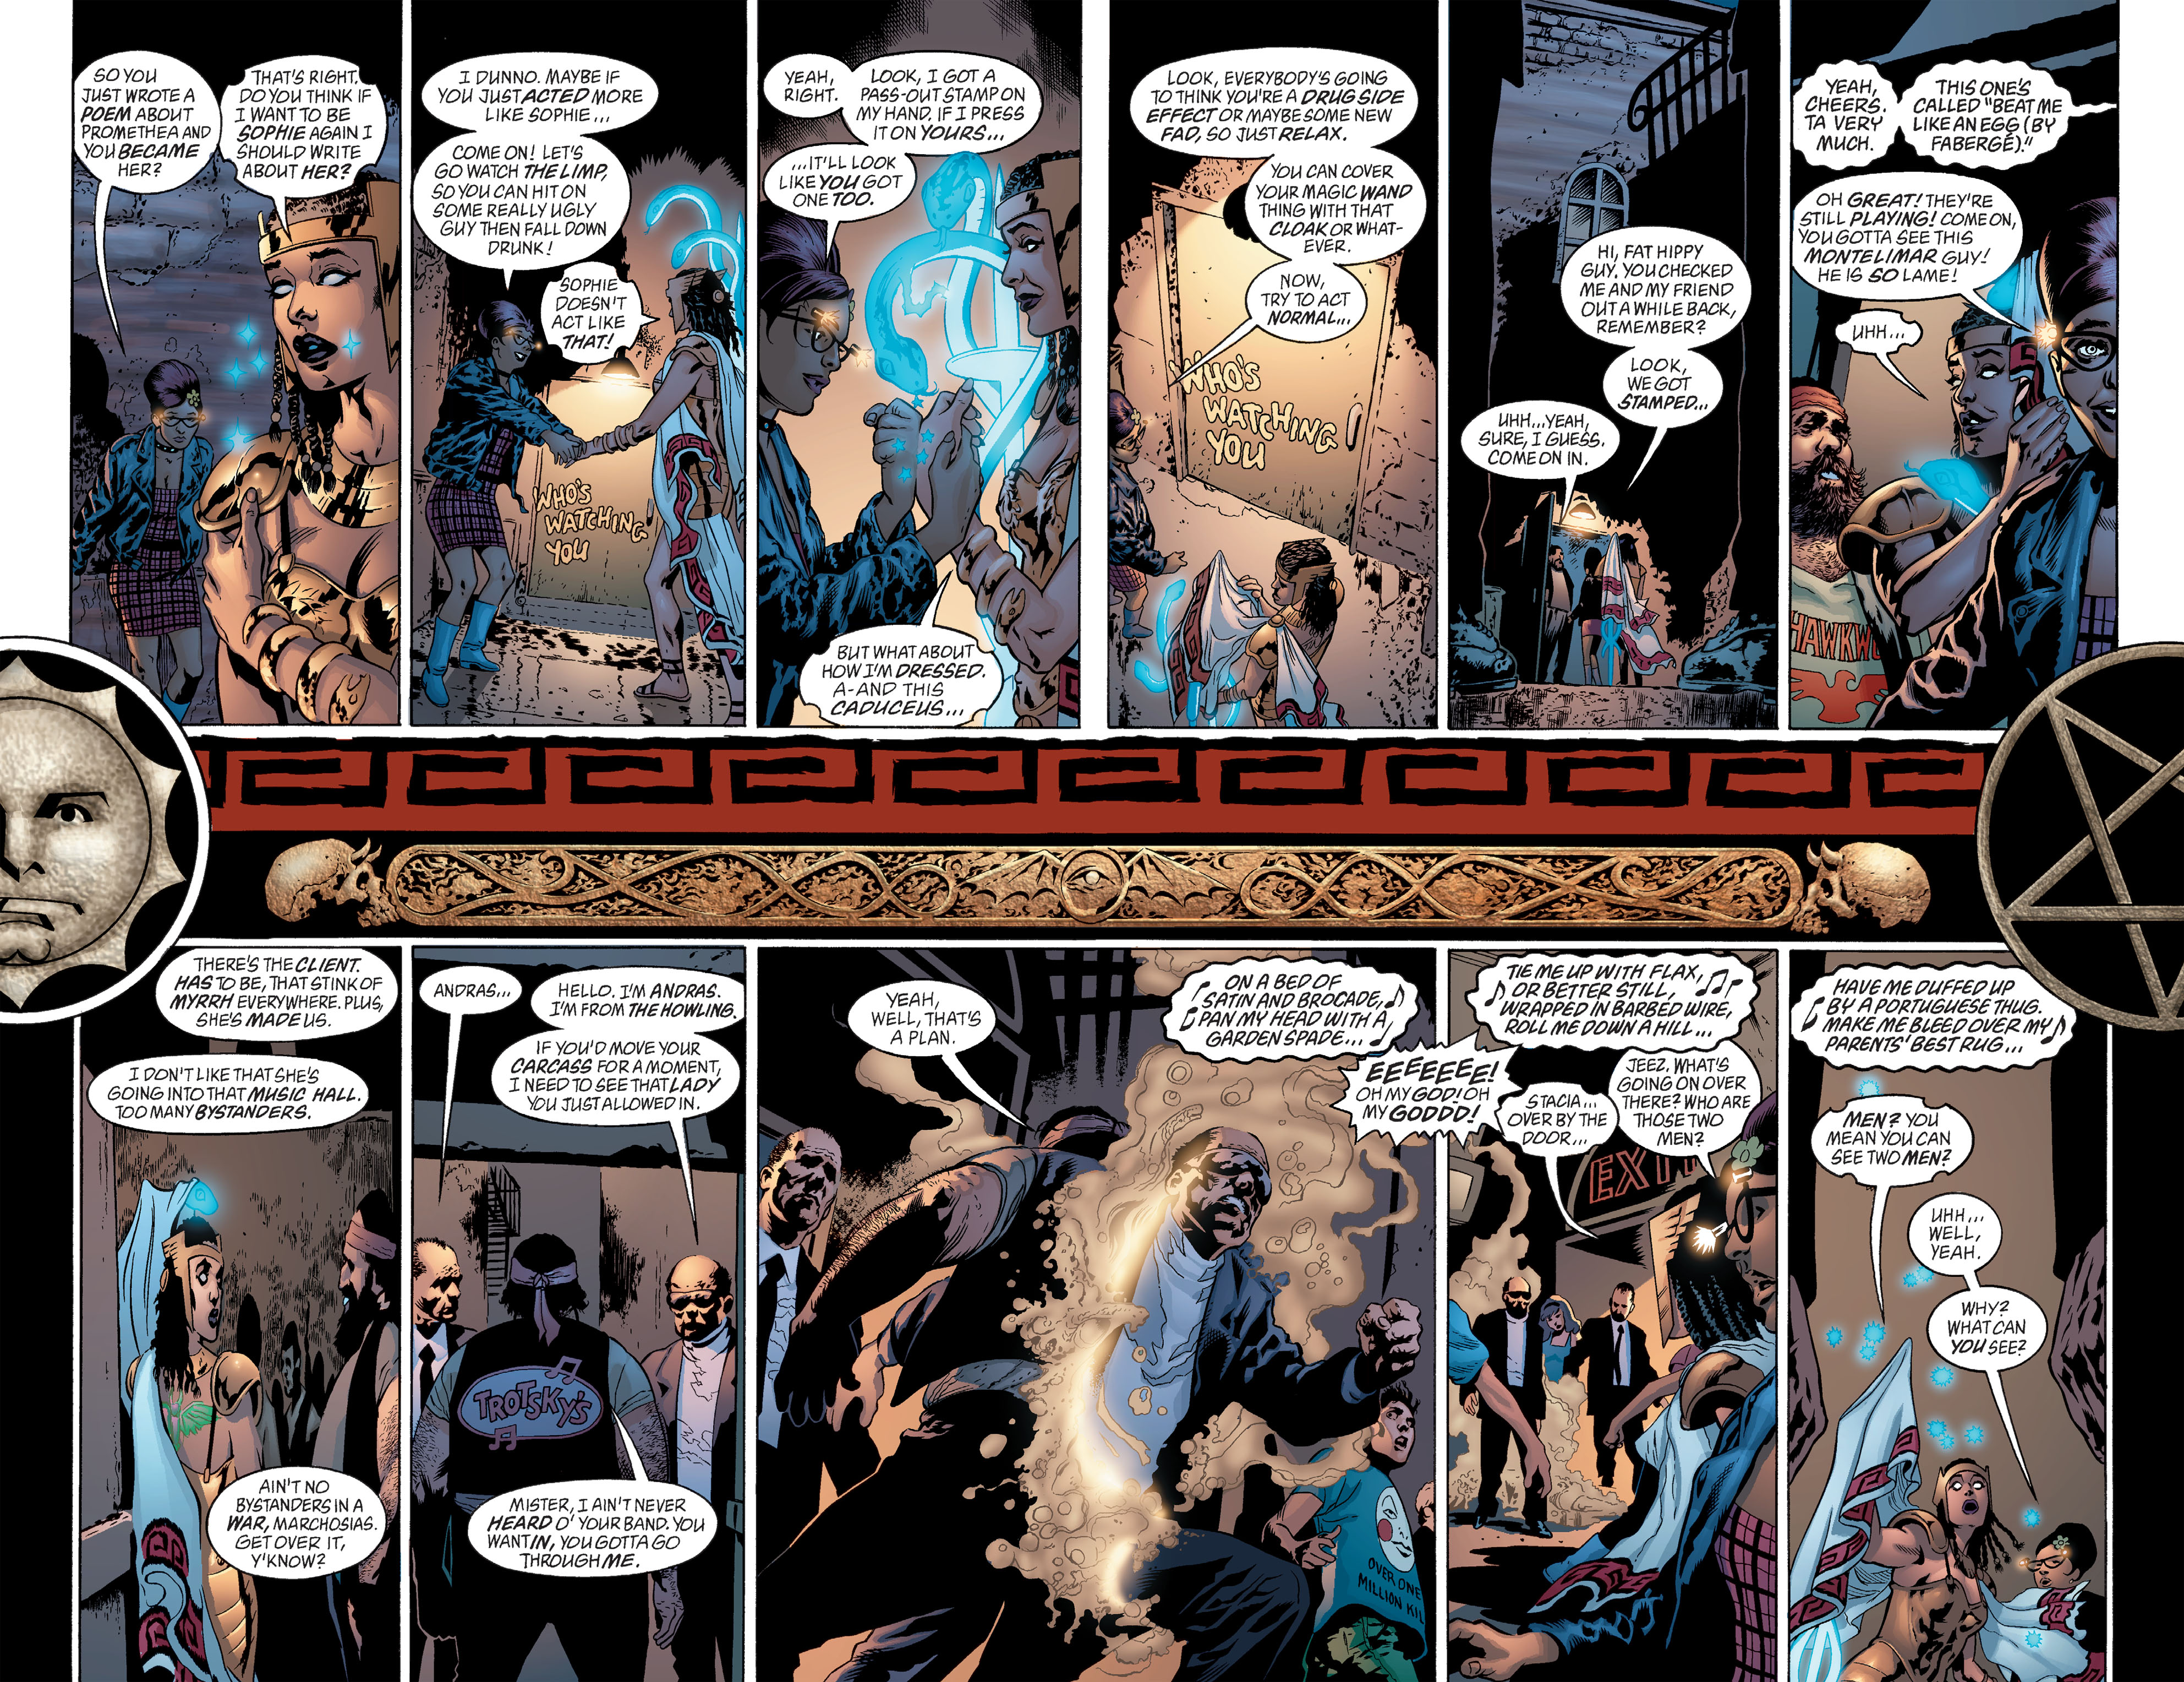 SO YOU
JUST WROTE A
POEM ABOUT
PROMETHEA AND
YOU BECAME
HER?
THAT'S RIGHT.
DO YOU THINK IF
I WANT TO BE
SOPHIE AGAIN I
SHOULD WRITE
ABOUT HER?
I DUNNO. MAYBE IF
YOU JUST ACTED MORE
LIKE SOPHIE...
COME ON! LET'S
GO WATCH THE LIMP,
SO YOU CAN HIT ON
SOME REALLY UGLY
GUY THEN FALL DOWN
DRUNK!
SOPHIE
DOESN'T
ACT LIKE
THAT!
WHO'S
WATCHING
YOU
YEAH,
RIGHT.
LOOK, I GOT A
PASS-OUT STAMP ON
MY HAND. IF I PRESS
IT ON YOURS...
...IT'LL LOOK
LIKE YOU GOT
ONE TOO.
BUT WHAT ABOUT
HOW I'M DRESSED.
A-AND THIS
CADUCEUS...
LOOK, EVERYBODY'S GOING
TO THINK YOU'RE A DRUG SIDE
EFFECT OR MAYBE SOME NEW
FAD, SO JUST RELAX.
YOU CAN COVER
YOUR MAGIC WAND
THING WITH THAT
CLOAK OR WHAT-
EVER.
NOW,
TRY TO ACT
NORMAL...
WHO'S
WATCHING
YOU
HI, FAT HIPPY
GUY. YOU CHECKED
ME AND MY FRIEND
OUT A WHILE BACK,
REMEMBER?
LOOK,
WE GOT
STAMPED...
UHH...YEAH,
SURE, I GUESS.
COME ON IN.
YEAH,
CHEERS.
TA VERY
MUCH.
THIS ONE'S
CALLED "BEAT ME
LIKE AN EGG (BY
FABERGÉ)."
OH GREAT! THEY'RE
STILL PLAYING! COME ON,
YOU GOTTA SEE THIS
MONTELIMAR GUY!
HE IS SO LAME!
UHH...
HAWKW
THERE'S THE CLIENT.
HAS TO BE, THAT STINK OF
MYRRH EVERYWHERE. PLUS,
SHE'S MADE US.
I DON'T LIKE THAT SHE'S
GOING INTO THAT MUSIC HALL.
TOO MANY BYSTANDERS.
AIN'T NO
BYSTANDERS IN A
WAR, MARCHOSIAS.
GET OVER IT,
Y'KNOW?
ANDRAS...
HELLO. I'M ANDRAS.
I'M FROM THE HOWLING.
IF YOU'D MOVE YOUR
CARCASS FOR A MOMENT,
I NEED TO SEE THAT LADY
YOU JUST ALLOWED IN.
TROTSKY'S
MISTER, I AIN'T NEVER
HEARD O' YOUR BAND. YOU
WANT IN, YOU GOTTA GO
THROUGH ME.
YEAH,
WELL, THAT'S
A PLAN.
ON A BED OF
SATIN AND BROCADE,
PAN MY HEAD WITH A
GARDEN SPADE...
EEEEEEE!
OH MY GOD! OH
MY GODDD!
OVER ONE
MILLION KIL
TIE ME UP WITH FLAX,
OR BETTER STILL,
WRAPPED IN BARBED WIRE,
ROLL ME DOWN A HILL...
STACIA...
OVER BY THE
DOOR...
JEEZ. WHAT'S
GOING ON OVER
THERE? WHO ARE
THOSE TWO
MEN?
EXIT
HAVE ME DUFFED UP
BY A PORTUGUESE THUG.
MAKE ME BLEED OVER MY
PARENTS' BEST RUG...
MEN? YOU
MEAN YOU CAN
SEE TWO MEN?
UHH...
WELL,
YEAH.
WHY?
WHAT CAN
YOU SEE?